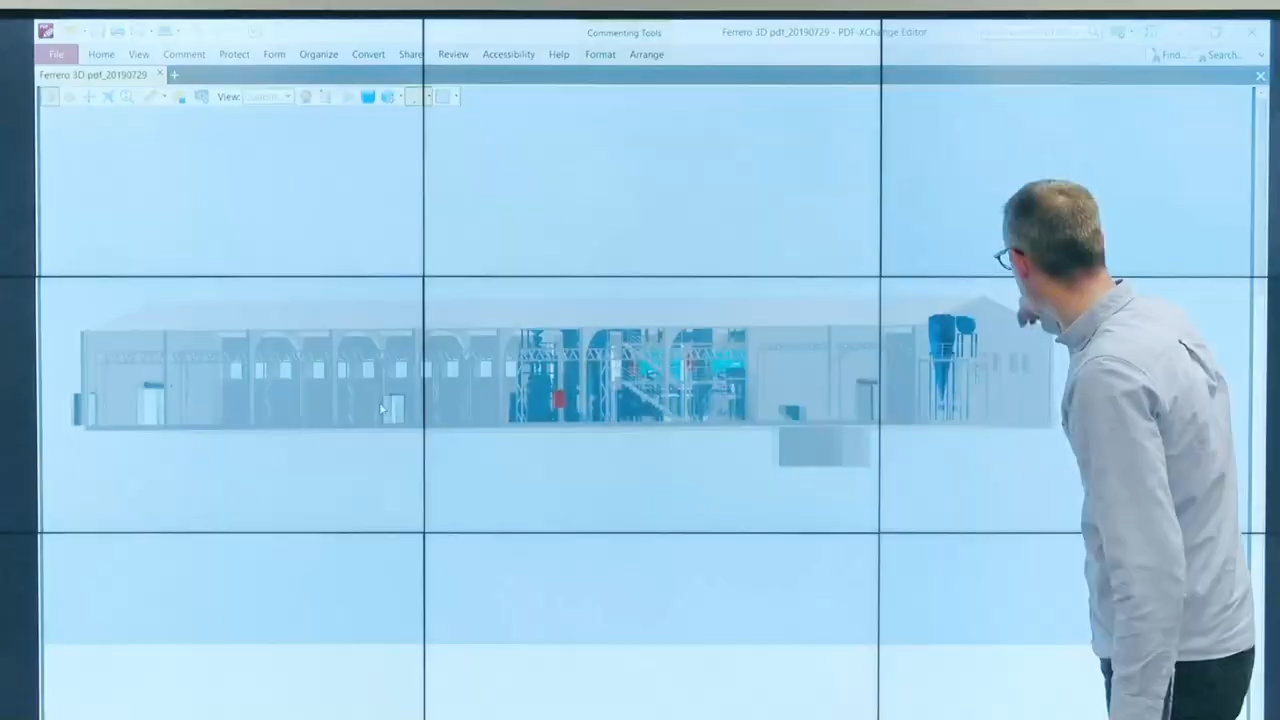 Commenting Tools
Ferrero 3D pdf_20190729 - PDF-XChange Editor
File Home View Comment Protect Form Organize Convert Share Review Accessibility Help Format Arrange Find... Search...
Ferrero 3D pdf_20190729
View: